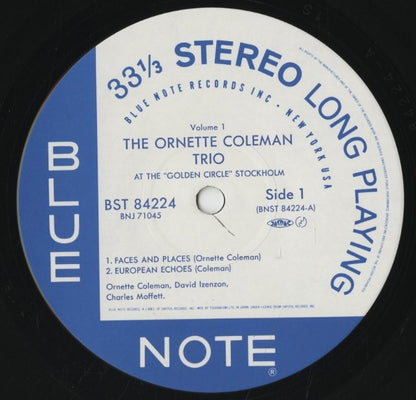 33⅓ STEREO LONG PLAYING
BLUE NOTE RECORDS INC · NEW YORK USA
Volume 1
THE ORNETTE COLEMAN
TRIO
AT THE "GOLDEN CIRCLE" STOCKHOLM
BST 84224
BNJ 71045
Side 1
(BNST 84224-A)
1. FACES AND PLACES (Ornette Coleman)
2. EUROPEAN ECHOES (Coleman)
Ornette Coleman, David Izenzon,
Charles Moffett.
BLUE
NOTE
®